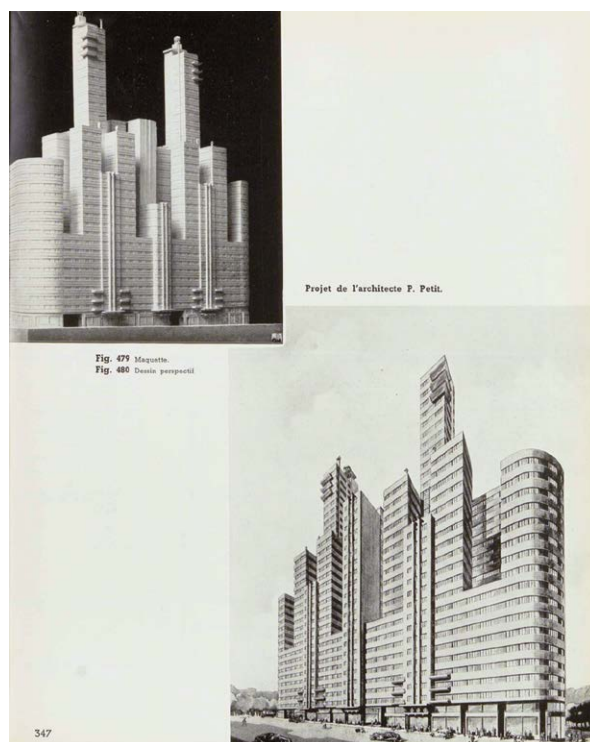 Projet de l'architecte P. Petit.
Fig. 479 Maquette.
Fig. 480 Dessin perspectif
347